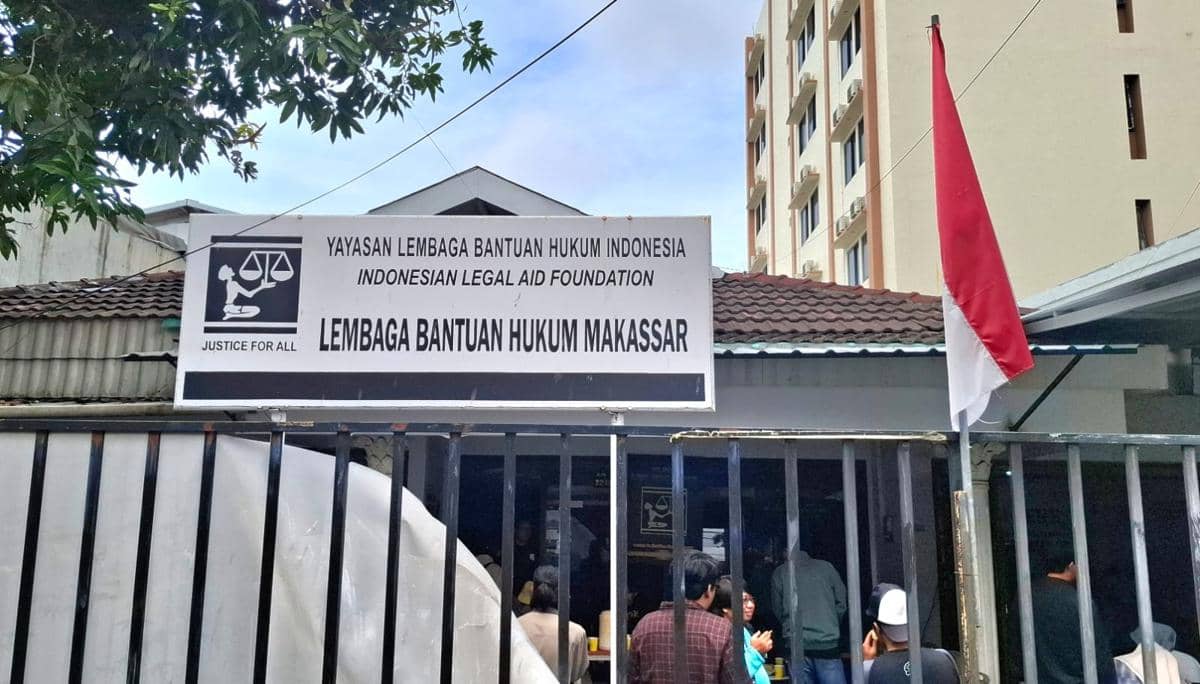 YAYASAN LEMBAGA BANTUAN HUKUM INDONESIA
INDONESIAN LEGAL AID FOUNDATION
JUSTICE FOR ALL
LEMBAGA BANTUAN HUKUM MAKASSAR